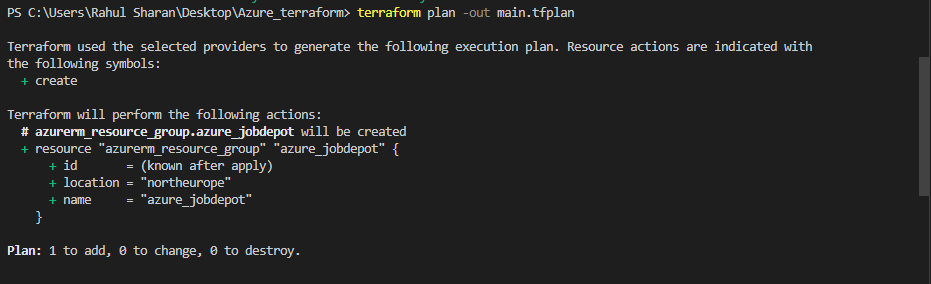 PS C:\Users\Rahul Sharan\Desktop\Azure_terraform> terraform plan -out main.tfplan
Terraform used the selected providers to generate the following execution plan. Resource actions are indicated with
the following symbols:
+ create
Terraform will perform the following actions:
# azurerm_resource_group.azure_jobdepot will be created
+ resource "azurerm_resource_group" "azure_jobdepot" {
+ id       = (known after apply)
+ location = "northeurope"
+ name     = "azure_jobdepot"
}
Plan: 1 to add, 0 to change, 0 to destroy.